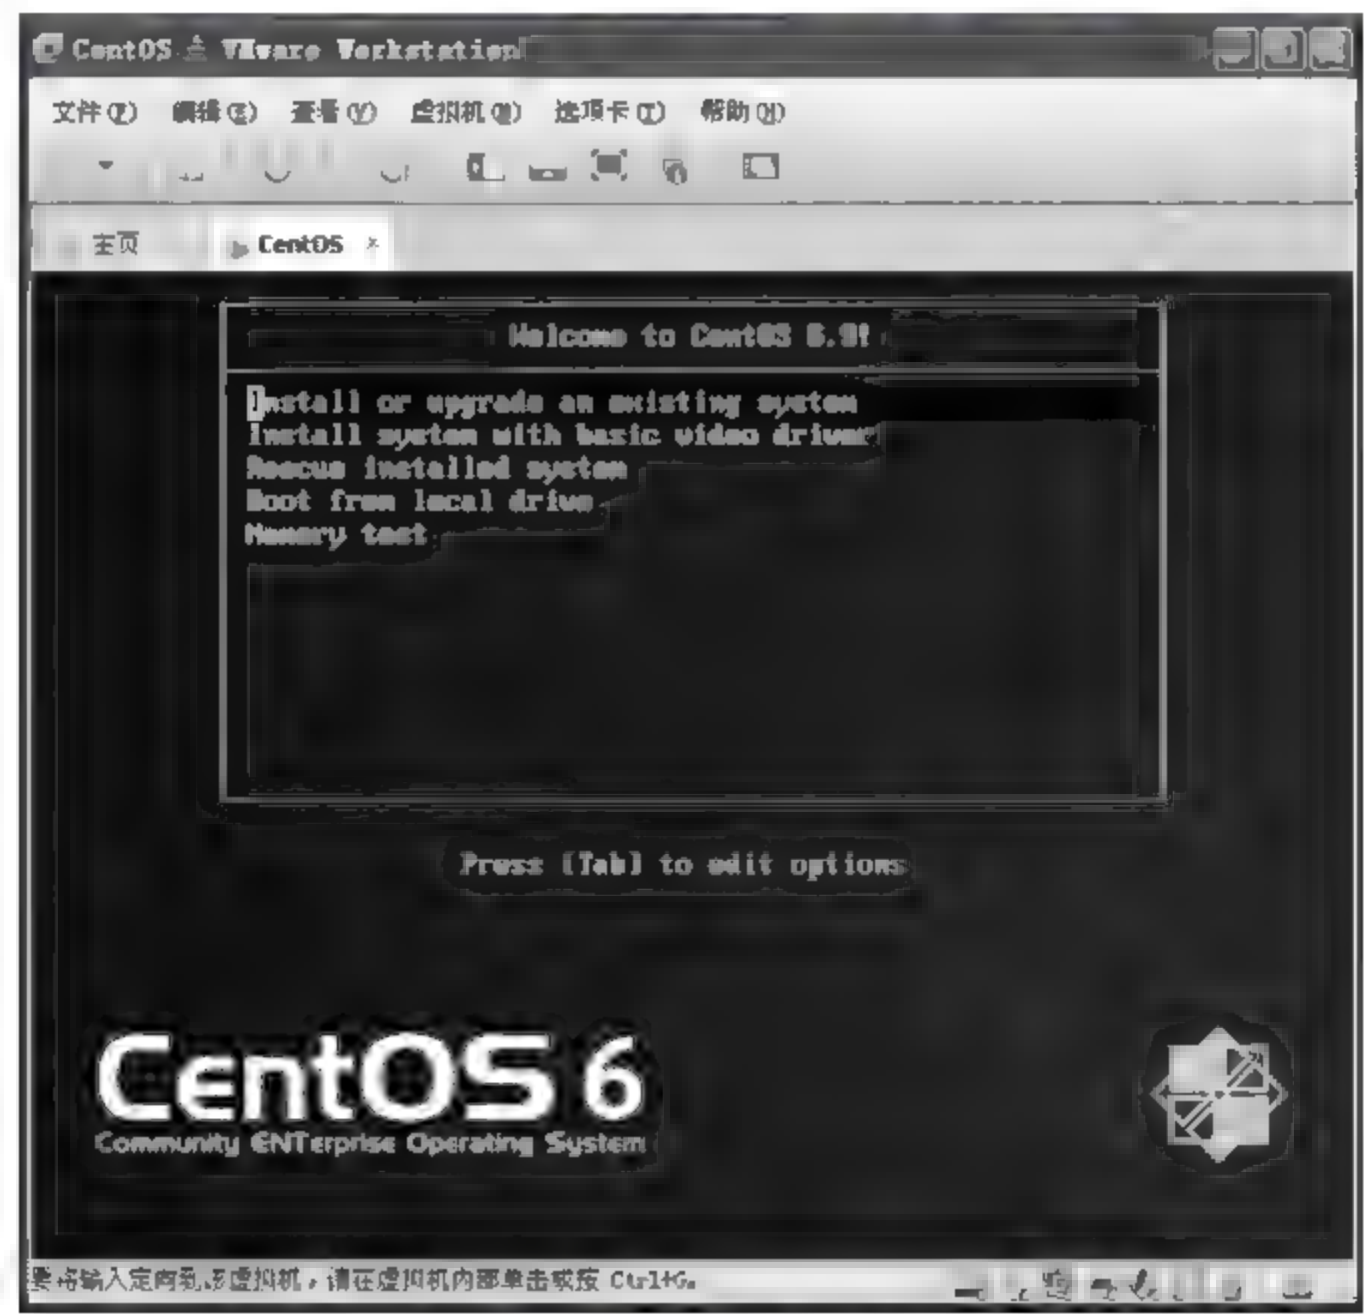 CentOS - VMware Workstation
文件(F) 编辑(E) 查看(V) 虚拟机(M) 选项卡(T) 帮助(H)
主页 CentOS ×
Welcome to CentOS 6.9!
Install or upgrade an existing system
Install system with basic video driver
Rescue installed system
Boot from local drive
Memory test
Press [Tab] to edit options
CentOS 6
Community ENTerprise Operating System
要将输入定向到该虚拟机，请在虚拟机内部单击或按 Ctrl+G。